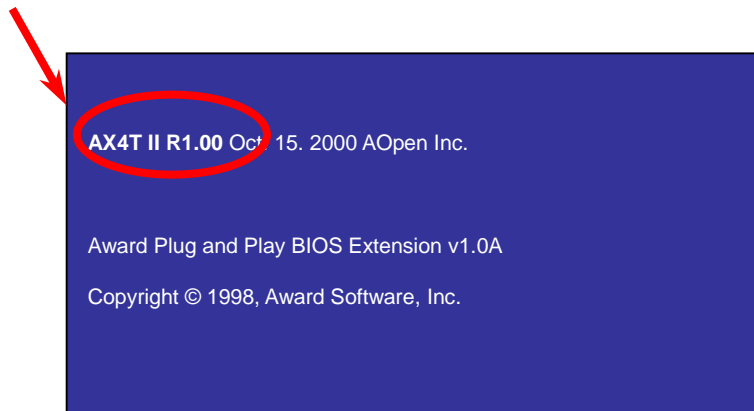 AX4T II R1.00 Oct. 15. 2000 AOpen Inc.
Award Plug and Play BIOS Extension v1.0A
Copyright © 1998, Award Software, Inc.